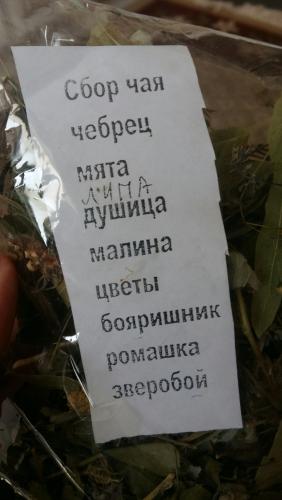 Сбор чая
чебрец
мята
ЛИПА
душица
малина
цветы
бояришник
ромашка
зверобой